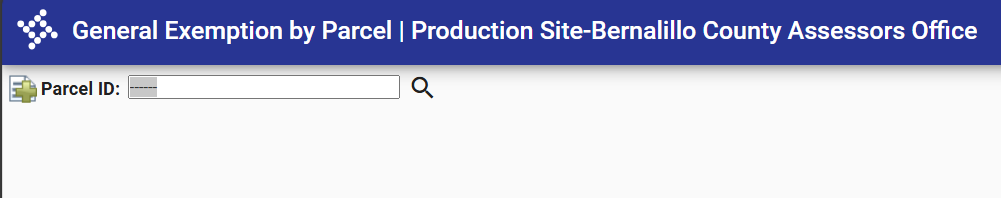 General Exemption by Parcel | Production Site-Bernalillo County Assessors Office
Parcel ID: ------